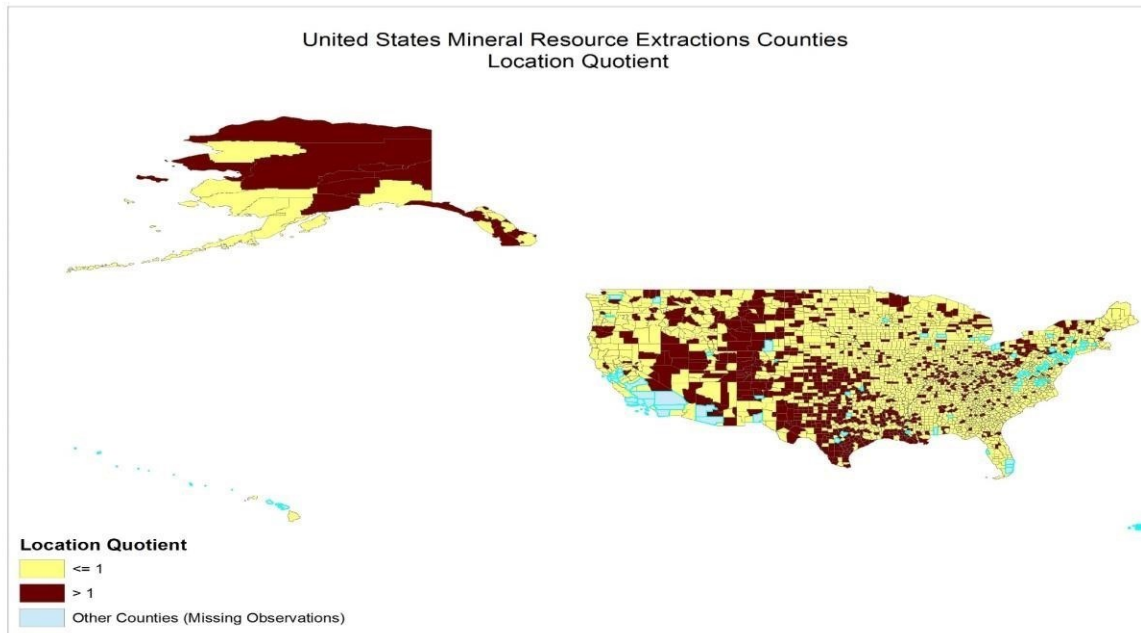 United States Mineral Resource Extractions Counties
Location Quotient
Location Quotient
<= 1
> 1
Other Counties (Missing Observations)